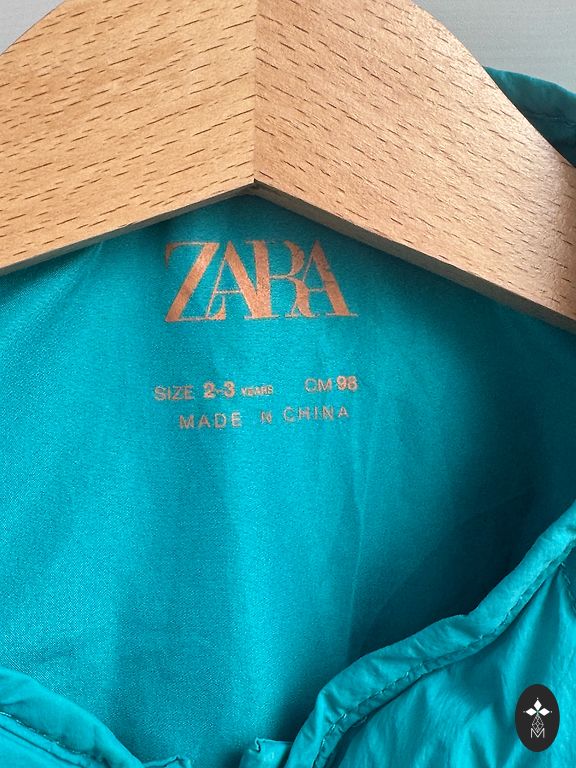 ZARA
SIZE 2-3 YEARS CM 98
MADE IN CHINA
M